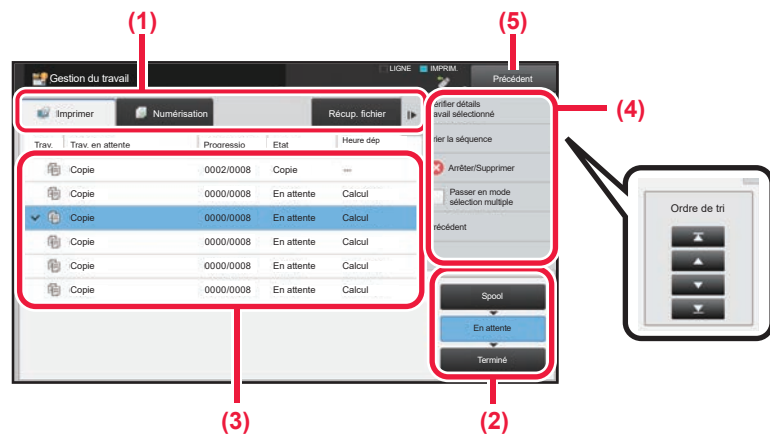 (1)
(5)
Gestion du travail
LIGNE
IMPRIM.
Précédent
Imprimer
Numérisation
Récup. fichier
érifier détails
avail sélectionné
(4)
Trav.
Trav. en attente
Progressio
Etat
Heure dép
rier la séquence
Copie 0002/0008 Copie --
Arrêter/Supprimer
Copie 0000/0008 En attente Calcul
Passer en mode
sélection multiple
Copie 0000/0008 En attente Calcul
récédent
Copie 0000/0008 En attente Calcul
Copie 0000/0008 En attente Calcul
Copie 0000/0008 En attente Calcul
Ordre de tri
Spool
En attente
Terminé
(3)
(2)